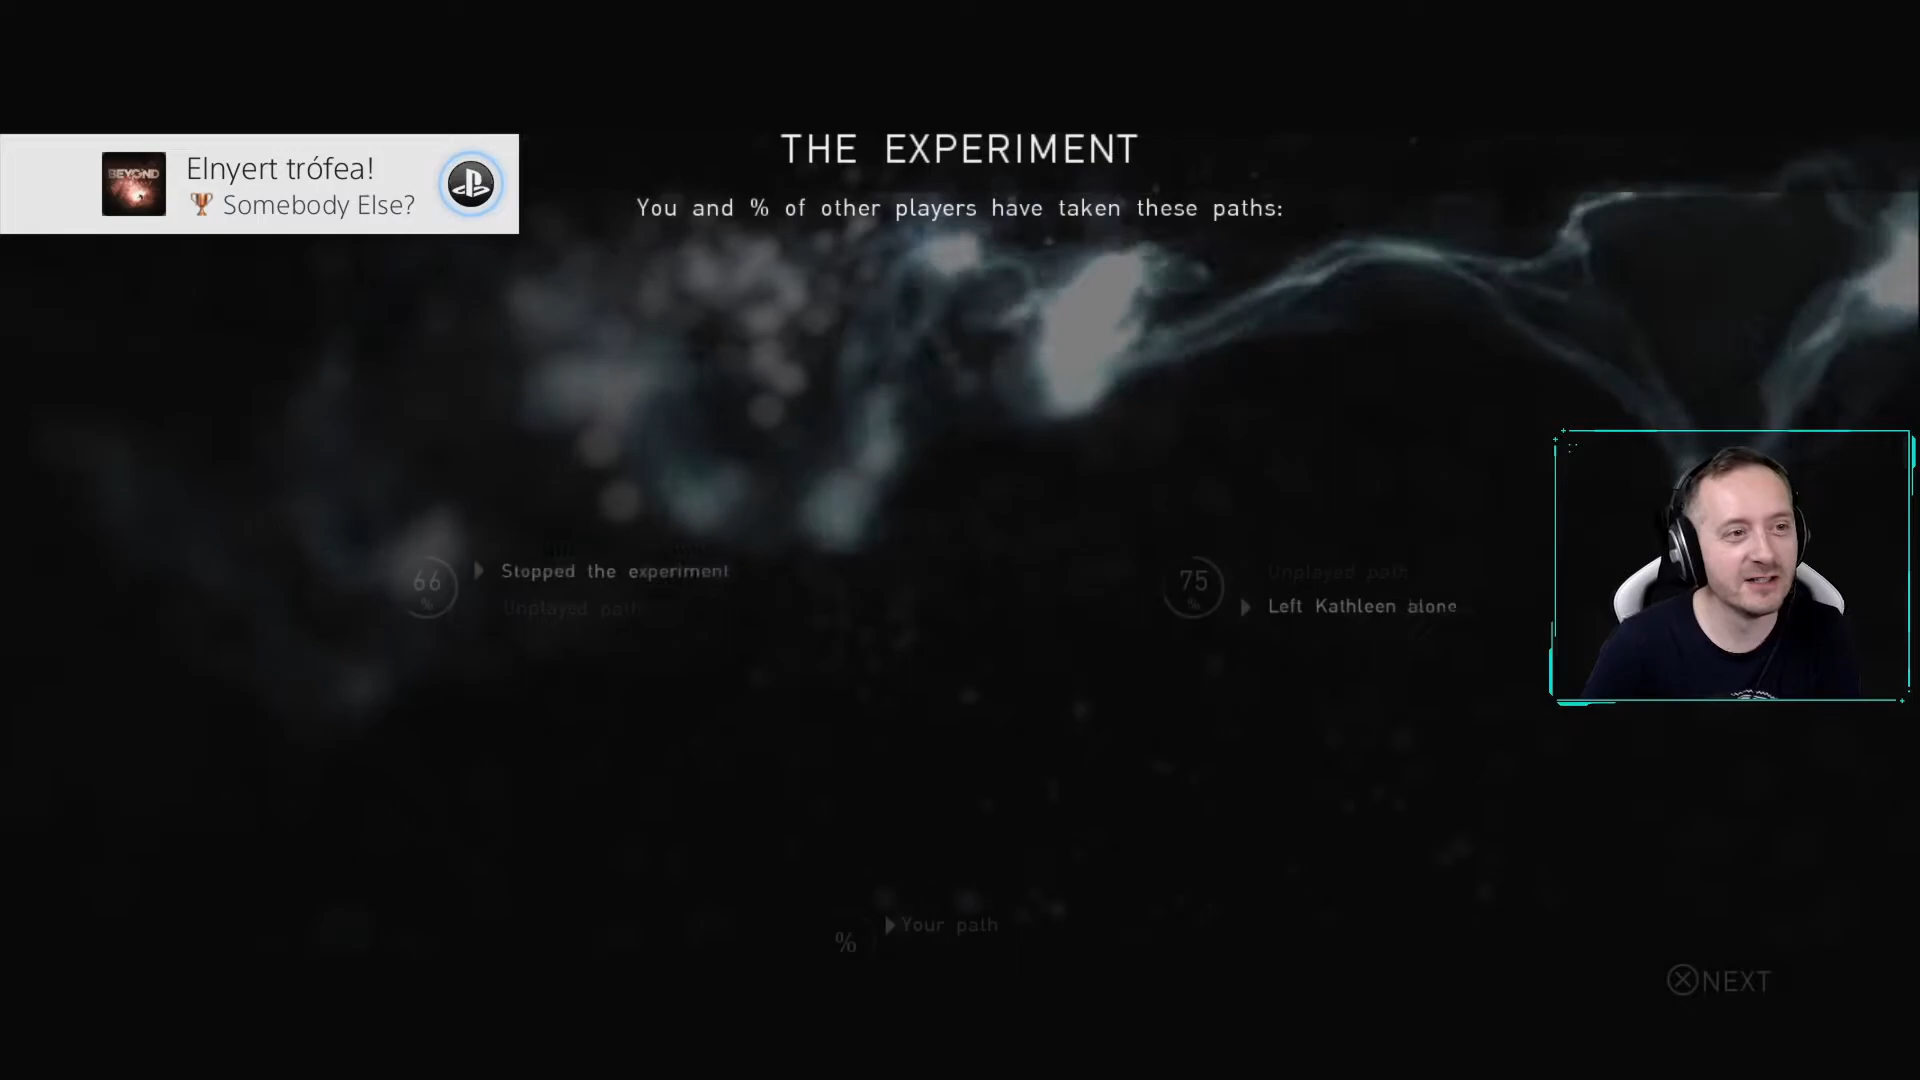 THE EXPERIMENT
Elnyert trófea!
BEYOND
Somebody Else?
You and % of other players have taken these paths:
66
%
Stopped the experiment
Unplayed path
75
%
Unplayed path
Left Kathleen alone
%
Your path
NEXT